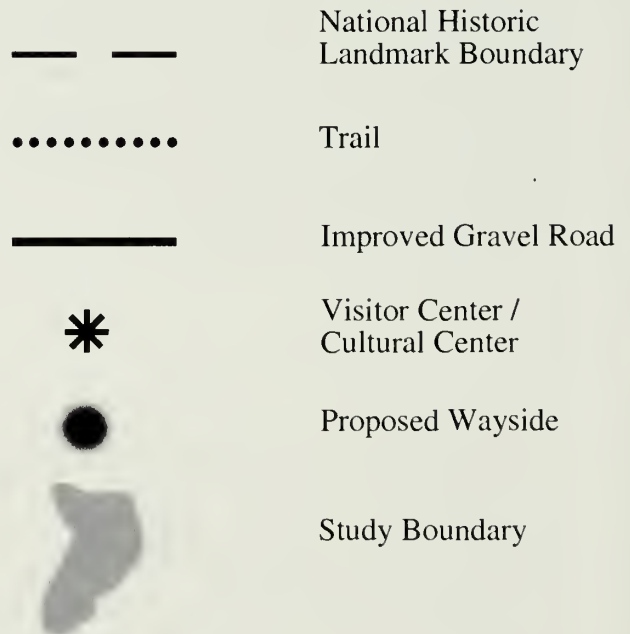 National Historic
Landmark Boundary
Trail
Improved Gravel Road
Visitor Center /
Cultural Center
Proposed Wayside
Study Boundary